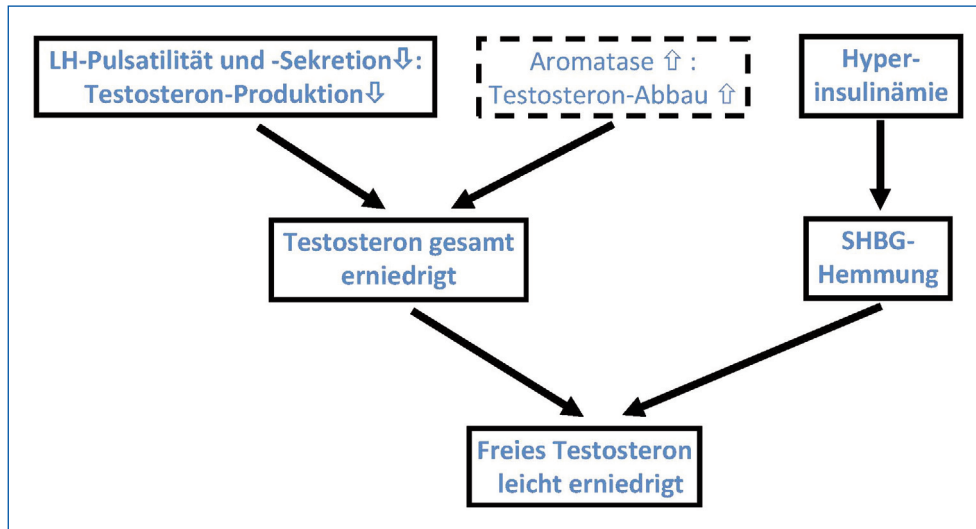 LH-Pulsatilität und -Sekretion⇩:
Testosteron-Produktion⇩
Aromatase ⇧ :
Testosteron-Abbau ⇧
Hyper-
insulinämie
Testosteron gesamt
erniedrigt
SHBG-
Hemmung
Freies Testosteron
leicht erniedrigt